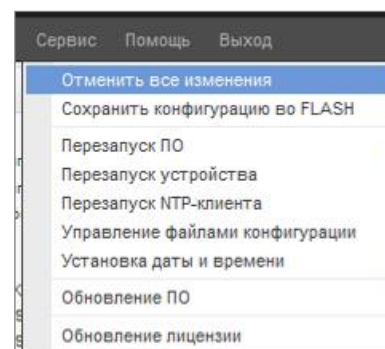 Сервис Помощь Выход
Отменить все изменения
Сохранить конфигурацию во FLASH
Перезапуск ПО
Перезапуск устройства
Перезапуск NTP-клиента
Управление файлами конфигурации
Установка даты и времени
Обновление ПО
Обновление лицензии